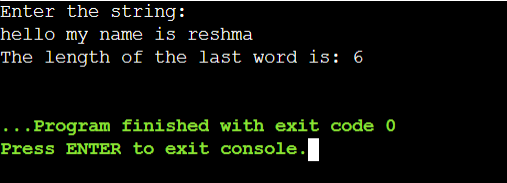 Enter the string:
hello my name is reshma
The length of the last word is: 6
...Program finished with exit code 0
Press ENTER to exit console.